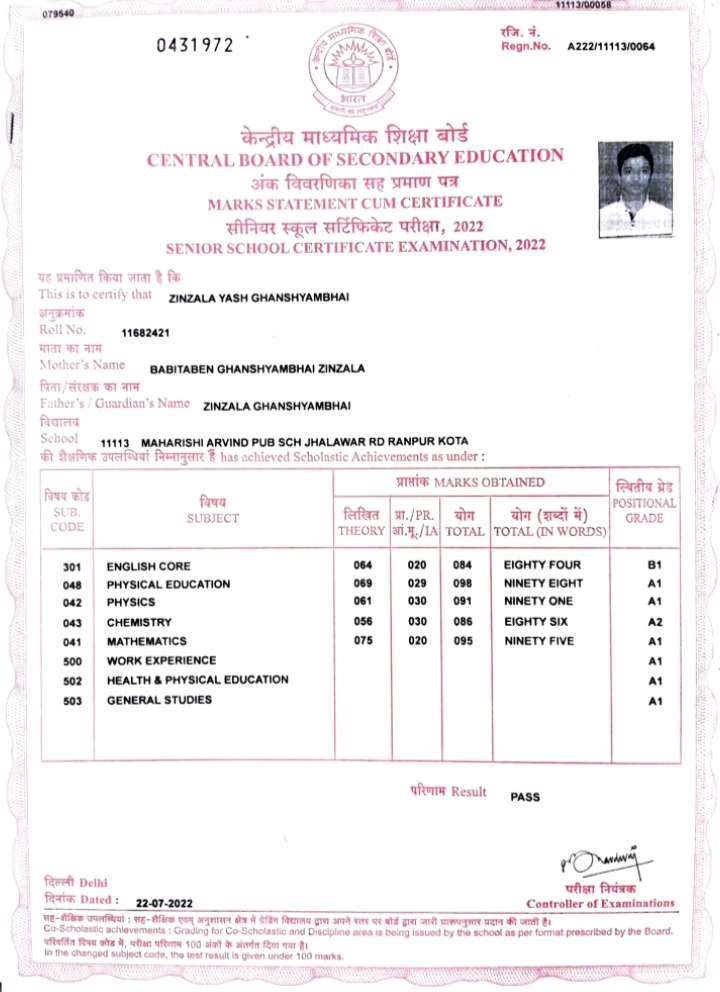 079540
11113/00058
0431972
रजि. नं.
Regn.No. A222/11113/0064
केन्द्रीय माध्यमिक शिक्षा बोर्ड
भारत
केन्द्रीय माध्यमिक शिक्षा बोर्ड
CENTRAL BOARD OF SECONDARY EDUCATION
अंक विवरणिका सह प्रमाण पत्र
MARKS STATEMENT CUM CERTIFICATE
सीनियर स्कूल सर्टिफिकेट परीक्षा, 2022
SENIOR SCHOOL CERTIFICATE EXAMINATION, 2022
यह प्रमाणित किया जाता है कि
This is to certify that ZINZALA YASH GHANSHYAMBHAI
अनुक्रमांक
Roll No. 11682421
माता का नाम
Mother's Name BABITABEN GHANSHYAMBHAI ZINZALA
पिता/संरक्षक का नाम
Father's / Guardian's Name ZINZALA GHANSHYAMBHAI
विद्यालय
School 11113 MAHARISHI ARVIND PUB SCH JHALAWAR RD RANPUR KOTA
की शैक्षणिक उपलब्धियां निम्नानुसार हैं has achieved Scholastic Achievements as under :
विषय कोड SUB. CODE
विषय SUBJECT
प्राप्तांक MARKS OBTAINED
स्थितीय ग्रेड POSITIONAL GRADE
लिखित THEORY
प्रा./PR. आं.मू./IA
योग TOTAL
योग (शब्दों में) TOTAL (IN WORDS)
301 ENGLISH CORE 064 020 084 EIGHTY FOUR B1
048 PHYSICAL EDUCATION 069 029 098 NINETY EIGHT A1
042 PHYSICS 061 030 091 NINETY ONE A1
043 CHEMISTRY 056 030 086 EIGHTY SIX A2
041 MATHEMATICS 075 020 095 NINETY FIVE A1
500 WORK EXPERIENCE A1
502 HEALTH & PHYSICAL EDUCATION A1
503 GENERAL STUDIES A1
परिणाम Result PASS
दिल्ली Delhi
दिनांक Dated : 22-07-2022
परीक्षा नियंत्रक
Controller of Examinations
सह-शैक्षिक उपलब्धियां : सह-शैक्षिक एवम् अनुशासन क्षेत्र में ग्रेडिंग विद्यालय द्वारा अपने स्तर पर बोर्ड द्वारा जारी प्रारूपनुसार प्रदान की जाती है।
Co-Scholastic achievements : Grading for Co-Scholastic and Discipline area is being issued by the school as per format prescribed by the Board.
परिवर्तित विषय कोड में, परीक्षा परिणाम 100 अंकों के अंतर्गत दिया गया है।
In the changed subject code, the test result is given under 100 marks.